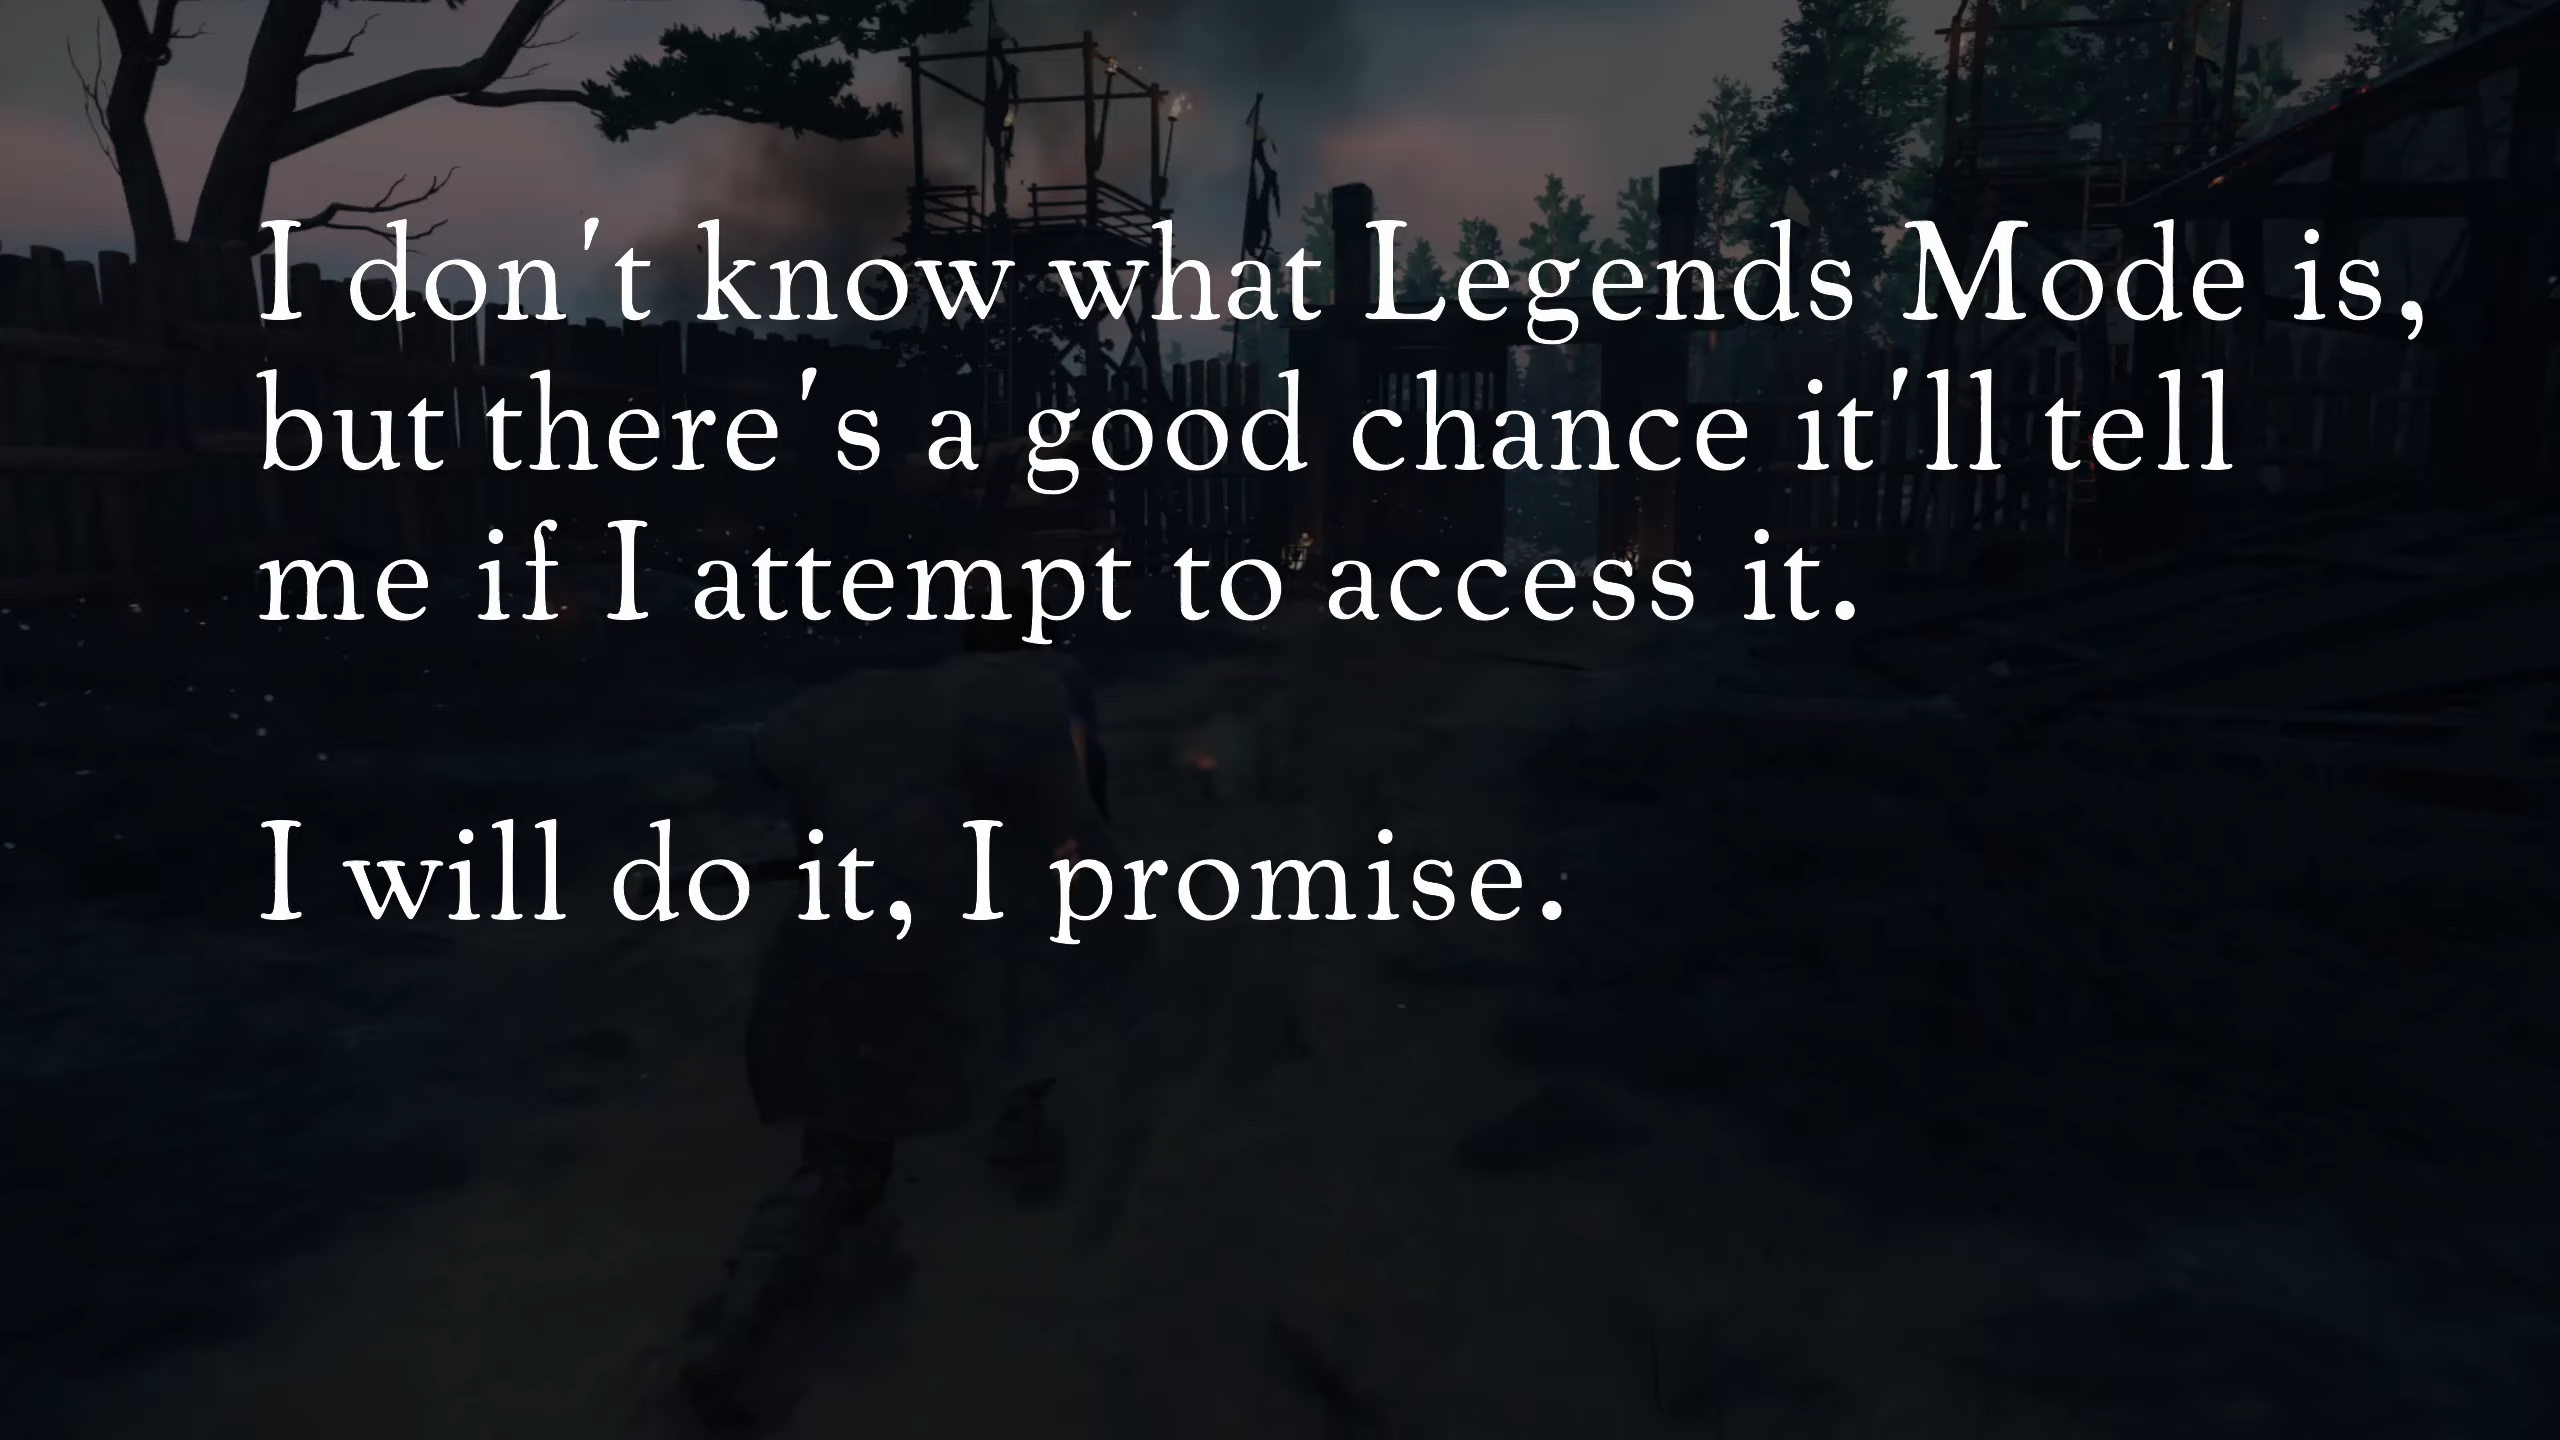 I don't know what Legends Mode is,
but there's a good chance it'll tell
me if I attempt to access it.
I will do it, I promise.